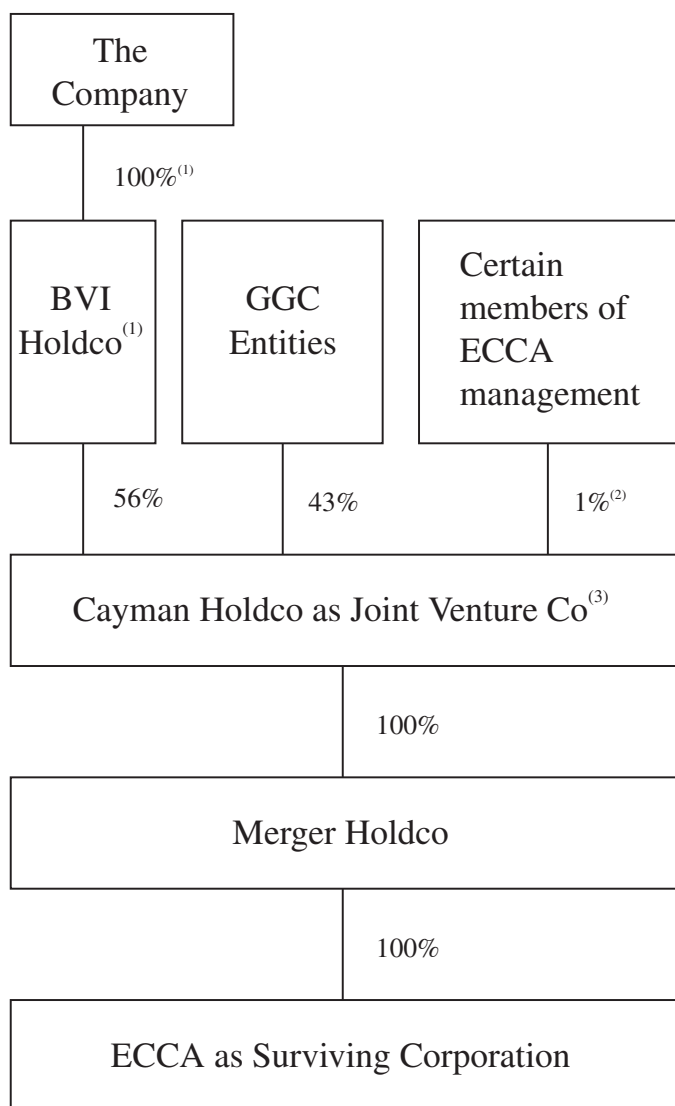 The
Company
100%(1)
BVI
Holdco(1)
GGC
Entities
Certain
members of
ECCA
management
56%
43%
1%(2)
Cayman Holdco as Joint Venture Co(3)
100%
Merger Holdco
100%
ECCA as Surviving Corporation